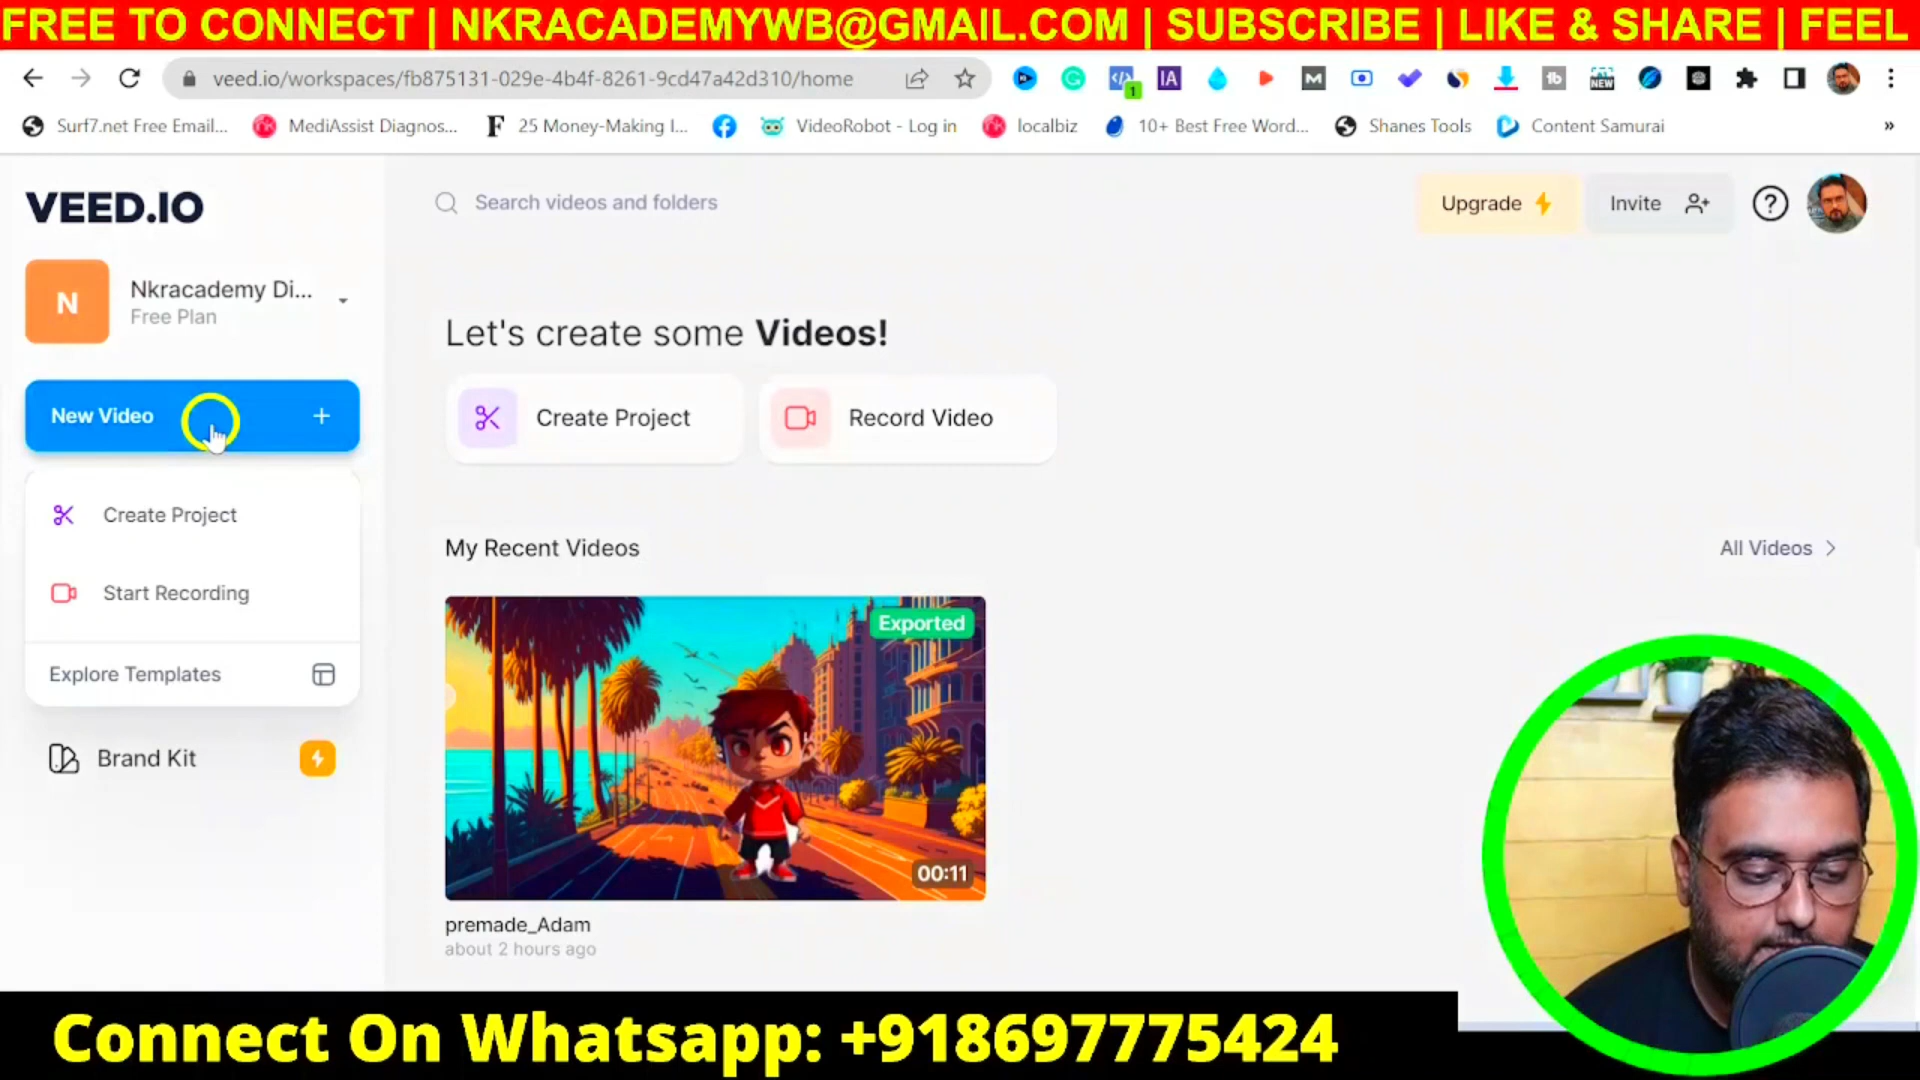 FREE TO CONNECT | NKRACADEMYWB@GMAIL.COM | SUBSCRIBE | LIKE & SHARE | FEEL
veed.io/workspaces/fb875131-029e-4b4f-8261-9cd47a42d310/home
1
IA
M
tb
NEW
Surf7.net Free Email...
MediAssist Diagnos...
F
25 Money-Making I...
VideoRobot - Log in
localbiz
10+ Best Free Word...
Shanes Tools
Content Samurai
»
VEED.IO
Search videos and folders
Upgrade
Invite
?
N
Nkracademy Di...
Free Plan
Let's create some Videos!
New Video +
Create Project
Record Video
Create Project
Start Recording
Explore Templates
Brand Kit
My Recent Videos
All Videos >
Exported
00:11
premade_Adam
about 2 hours ago
Connect On Whatsapp: +918697775424